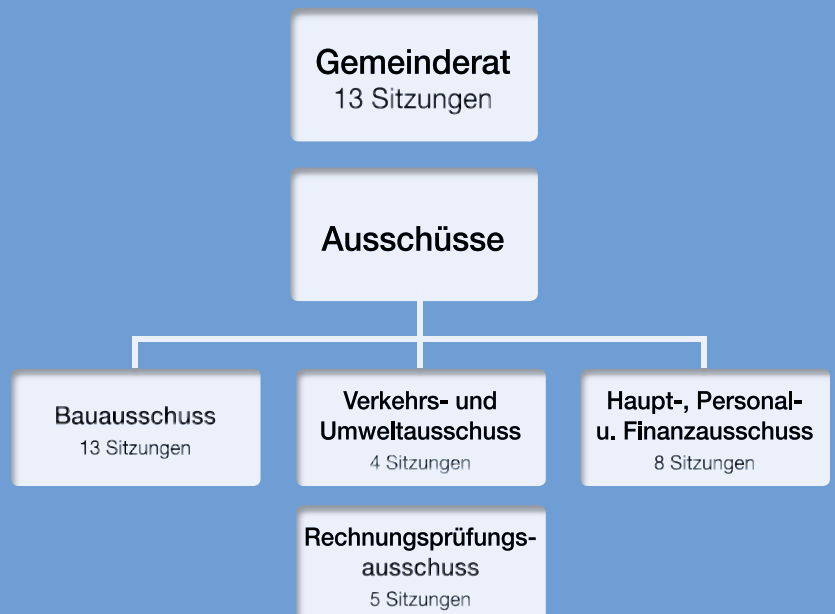 Gemeinderat
13 Sitzungen
Ausschüsse
Bauausschuss
13 Sitzungen
Verkehrs- und
Umweltausschuss
4 Sitzungen
Haupt-, Personal-
u. Finanzausschuss
8 Sitzungen
Rechnungsprüfungs-
ausschuss
5 Sitzungen